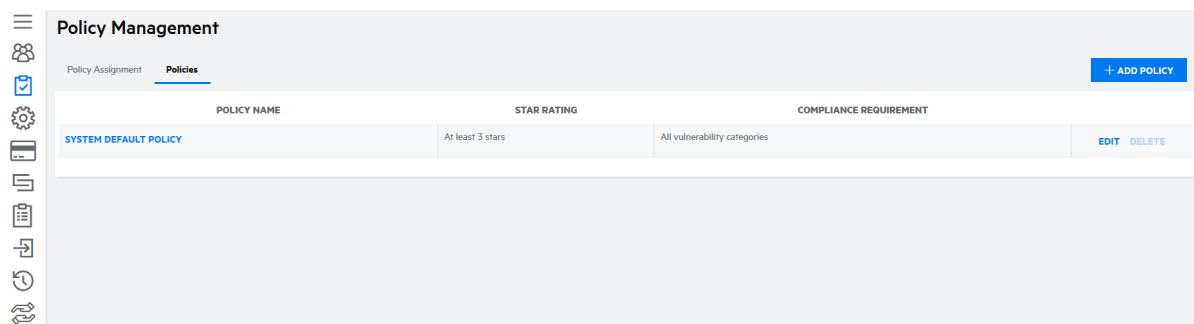 Policy Management
Policy Assignment Policies
+ ADD POLICY
POLICY NAME STAR RATING COMPLIANCE REQUIREMENT
SYSTEM DEFAULT POLICY At least 3 stars All vulnerability categories EDIT DELETE